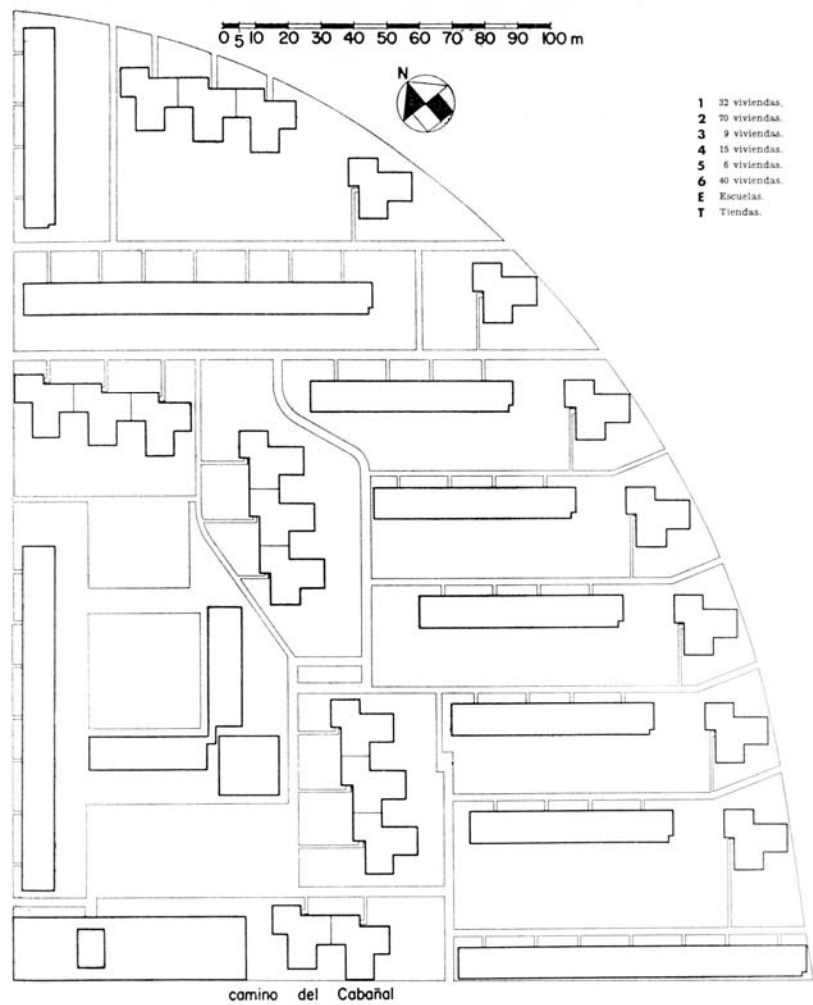 0 5 10 20 30 40 50 60 70 80 90 100 m
N
1 32 viviendas.
2 70 viviendas.
3 9 viviendas.
4 15 viviendas.
5 6 viviendas.
6 40 viviendas.
E Escuelas.
T Tiendas.
camino del Cabañal